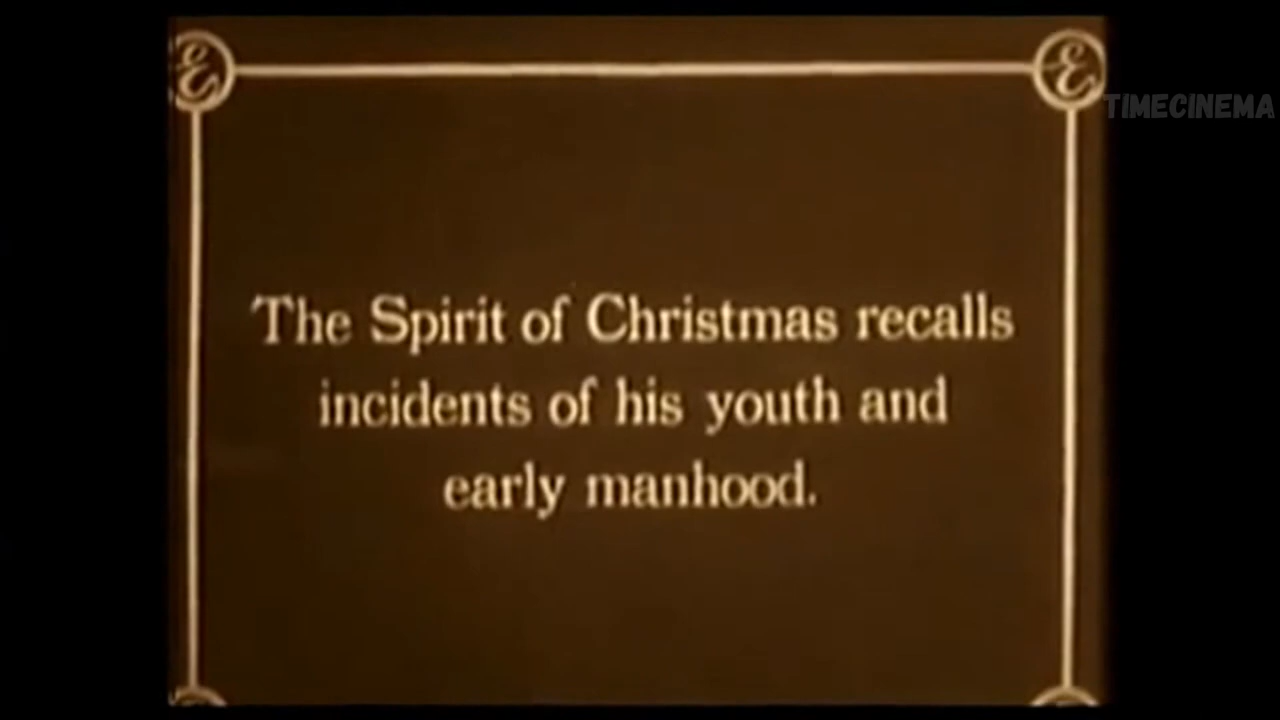 E E
TIMECINEMA
The Spirit of Christmas recalls
incidents of his youth and
early manhood.